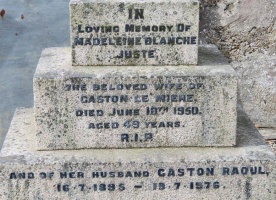 IN
LOVING MEMORY OF
MADELEINE BLANCHE
JUSTE
THE BELOVED WIFE OF
GASTON LE MIERE,
DIED JUNE 18TH 1950.
AGED 49 YEARS.
R.I.P.
AND OF HER HUSBAND GASTON RAOUL.
16-7-1895 - 19-7-1976.